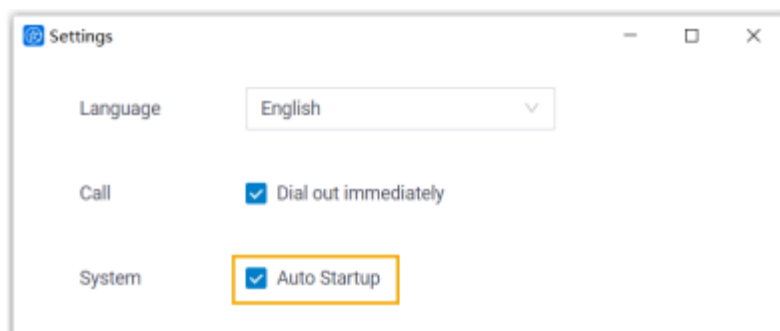 Settings
Language English
Call Dial out immediately
System Auto Startup